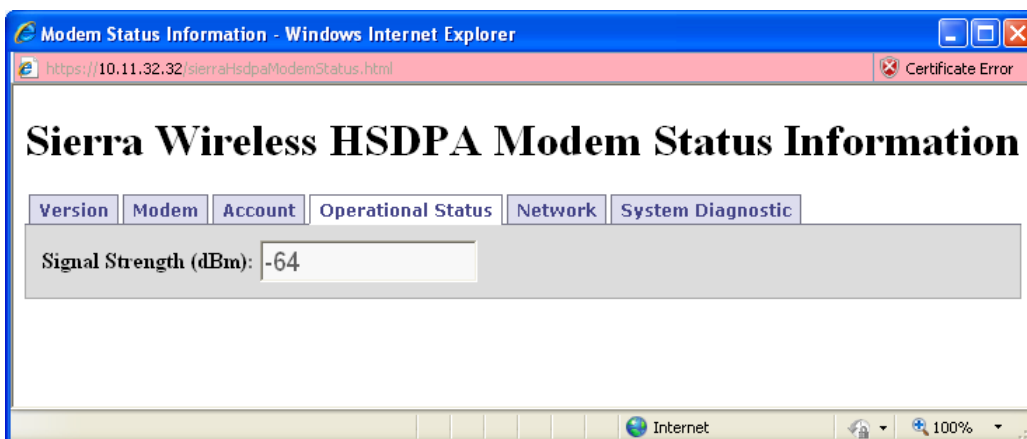 Modem Status Information - Windows Internet Explorer
https://10.11.32.32/sierraHsdpaModemStatus.html
Certificate Error
Sierra Wireless HSDPA Modem Status Information
Version Modem Account Operational Status Network System Diagnostic
Signal Strength (dBm): -64
Internet 100%